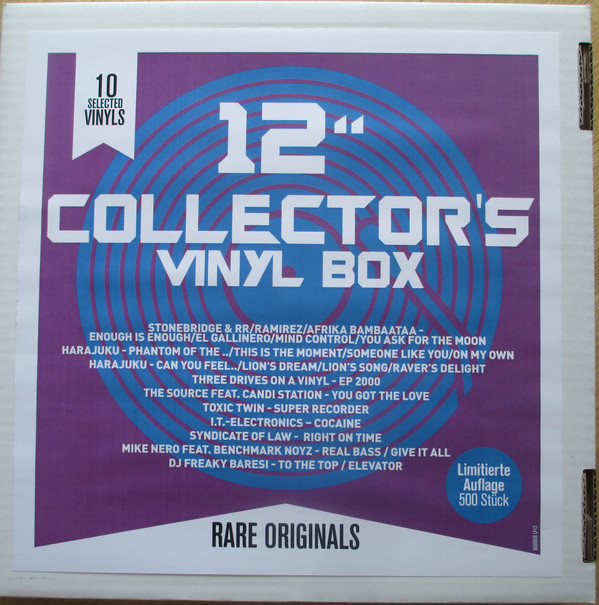 10
SELECTED
VINYLS
12"
COLLECTOR'S
VINYL BOX
STONEBRIDGE & RR/RAMIREZ/AFRIKA BAMBAATAA -
ENOUGH IS ENOUGH/EL GALLINERO/MIND CONTROL/YOU ASK FOR THE MOON
HARAJUKU - PHANTOM OF THE ../THIS IS THE MOMENT/SOMEONE LIKE YOU/ON MY OWN
HARAJUKU - CAN YOU FEEL../LION'S DREAM/LION'S SONG/RAVER'S DELIGHT
THREE DRIVES ON A VINYL - EP 2000
THE SOURCE FEAT. CANDI STATION - YOU GOT THE LOVE
TOXIC TWIN - SUPER RECORDER
I.T.-ELECTRONICS – COCAINE
SYNDICATE OF LAW - RIGHT ON TIME
MIKE NERO FEAT. BENCHMARK NOYZ - REAL BASS / GIVE IT ALL
DJ FREAKY BARESI - TO THE TOP / ELEVATOR
Limitierte
Auflage
500 Stück
RARE ORIGINALS